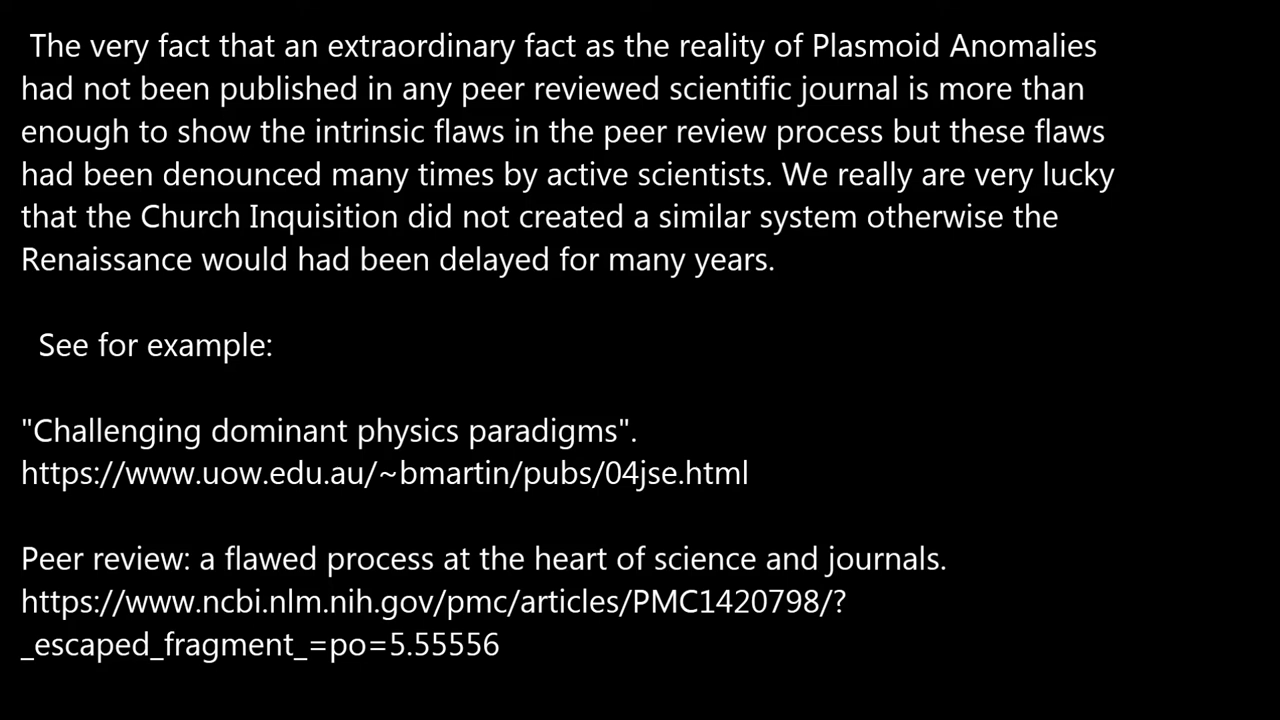 The very fact that an extraordinary fact as the reality of Plasmoid Anomalies
had not been published in any peer reviewed scientific journal is more than
enough to show the intrinsic flaws in the peer review process but these flaws
had been denounced many times by active scientists. We really are very lucky
that the Church Inquisition did not created a similar system otherwise the
Renaissance would had been delayed for many years.
See for example:
"Challenging dominant physics paradigms".
https://www.uow.edu.au/~bmartin/pubs/04jse.html
Peer review: a flawed process at the heart of science and journals.
https://www.ncbi.nlm.nih.gov/pmc/articles/PMC1420798/?
_escaped_fragment_=po=5.55556